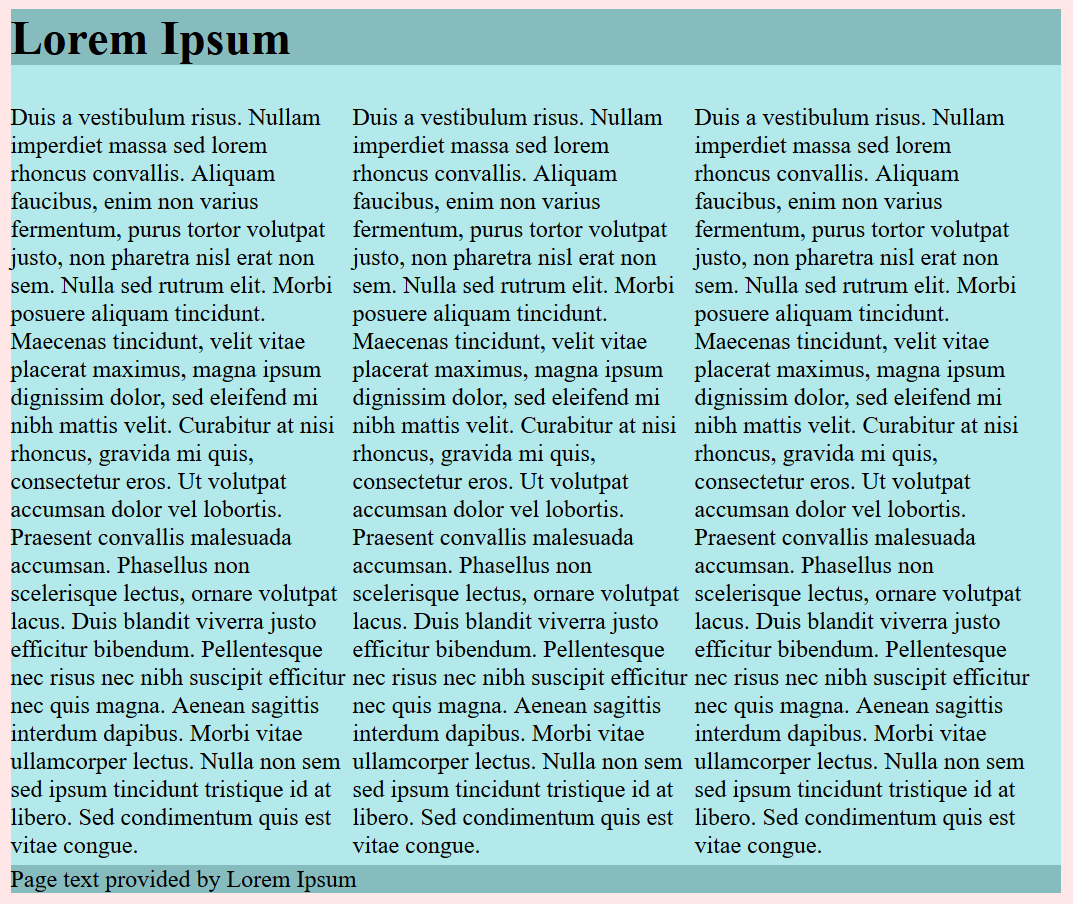 Lorem Ipsum
Duis a vestibulum risus. Nullam
imperdiet massa sed lorem
rhoncus convallis. Aliquam
faucibus, enim non varius
fermentum, purus tortor volutpat
justo, non pharetra nisl erat non
sem. Nulla sed rutrum elit. Morbi
posuere aliquam tincidunt.
Maecenas tincidunt, velit vitae
placerat maximus, magna ipsum
dignissim dolor, sed eleifend mi
nibh mattis velit. Curabitur at nisi
rhoncus, gravida mi quis,
consectetur eros. Ut volutpat
accumsan dolor vel lobortis.
Praesent convallis malesuada
accumsan. Phasellus non
scelerisque lectus, ornare volutpat
lacus. Duis blandit viverra justo
efficitur bibendum. Pellentesque
nec risus nec nibh suscipit efficitur
nec quis magna. Aenean sagittis
interdum dapibus. Morbi vitae
ullamcorper lectus. Nulla non sem
sed ipsum tincidunt tristique id at
libero. Sed condimentum quis est
vitae congue.
Duis a vestibulum risus. Nullam
imperdiet massa sed lorem
rhoncus convallis. Aliquam
faucibus, enim non varius
fermentum, purus tortor volutpat
justo, non pharetra nisl erat non
sem. Nulla sed rutrum elit. Morbi
posuere aliquam tincidunt.
Maecenas tincidunt, velit vitae
placerat maximus, magna ipsum
dignissim dolor, sed eleifend mi
nibh mattis velit. Curabitur at nisi
rhoncus, gravida mi quis,
consectetur eros. Ut volutpat
accumsan dolor vel lobortis.
Praesent convallis malesuada
accumsan. Phasellus non
scelerisque lectus, ornare volutpat
lacus. Duis blandit viverra justo
efficitur bibendum. Pellentesque
nec risus nec nibh suscipit efficitur
nec quis magna. Aenean sagittis
interdum dapibus. Morbi vitae
ullamcorper lectus. Nulla non sem
sed ipsum tincidunt tristique id at
libero. Sed condimentum quis est
vitae congue.
Duis a vestibulum risus. Nullam
imperdiet massa sed lorem
rhoncus convallis. Aliquam
faucibus, enim non varius
fermentum, purus tortor volutpat
justo, non pharetra nisl erat non
sem. Nulla sed rutrum elit. Morbi
posuere aliquam tincidunt.
Maecenas tincidunt, velit vitae
placerat maximus, magna ipsum
dignissim dolor, sed eleifend mi
nibh mattis velit. Curabitur at nisi
rhoncus, gravida mi quis,
consectetur eros. Ut volutpat
accumsan dolor vel lobortis.
Praesent convallis malesuada
accumsan. Phasellus non
scelerisque lectus, ornare volutpat
lacus. Duis blandit viverra justo
efficitur bibendum. Pellentesque
nec risus nec nibh suscipit efficitur
nec quis magna. Aenean sagittis
interdum dapibus. Morbi vitae
ullamcorper lectus. Nulla non sem
sed ipsum tincidunt tristique id at
libero. Sed condimentum quis est
vitae congue.
Page text provided by Lorem Ipsum